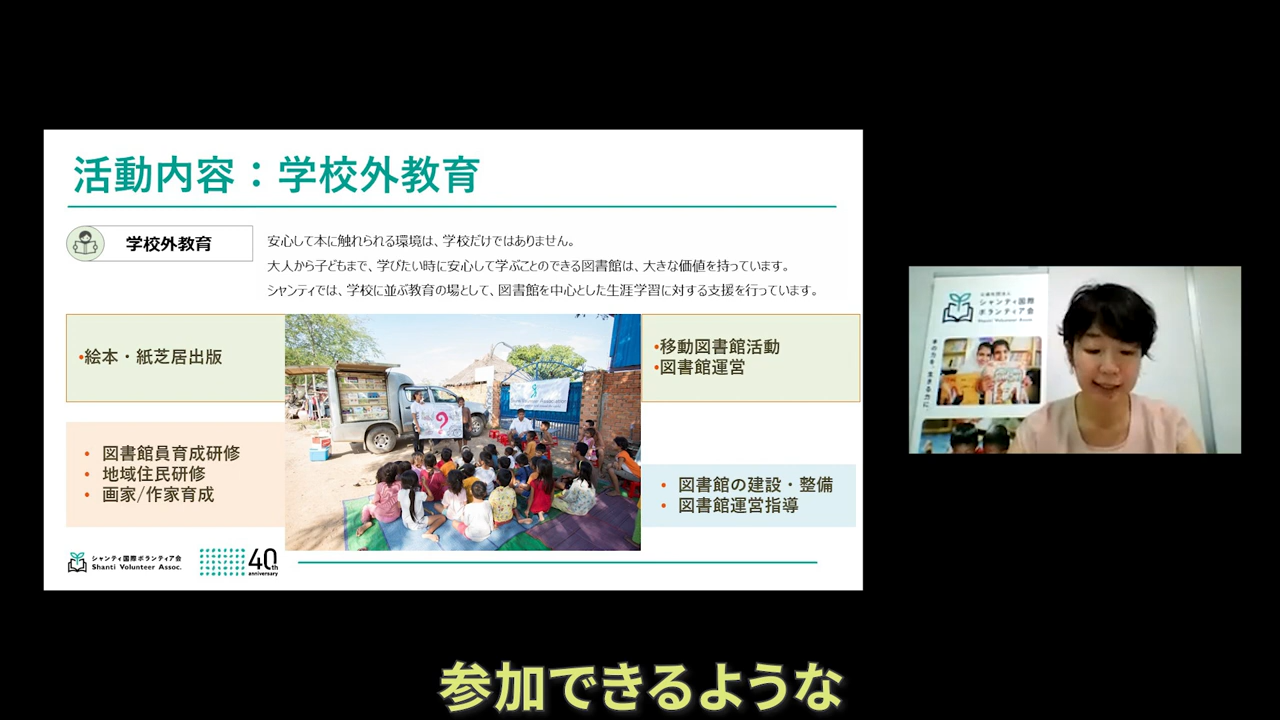 活動内容：学校外教育
学校外教育
安心して本に触れられる環境は、学校だけではありません。
大人から子どもまで、学びたい時に安心して学ぶことのできる図書館は、大きな価値を持っています。
シャンティでは、学校に並ぶ教育の場として、図書館を中心とした生涯学習に対する支援を行っています。
•絵本・紙芝居出版
•移動図書館活動
•図書館運営
• 図書館員育成研修
• 地域住民研修
• 画家/作家育成
• 図書館の建設・整備
• 図書館運営指導
?
シャンティ国際ボランティア会
Shanti Volunteer Assoc.
40th
anniversary
公益社団法人
シャンティ国際
ボランティア会
Shanti Volunteer Assoc.
本の力を、生きる力に。
参加できるような